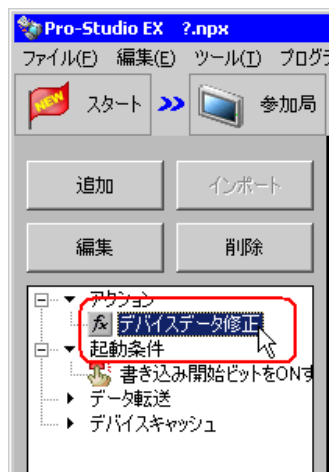 Pro-Studio EX ?.npx
ファイル(F) 編集(E) ツール(T) プログ
NEW スタート 参加局
追加 インポート
編集 削除
アクション
fx デバイスデータ修正
起動条件
書き込み開始ビットをONす
データ転送
デバイスキャッシュ